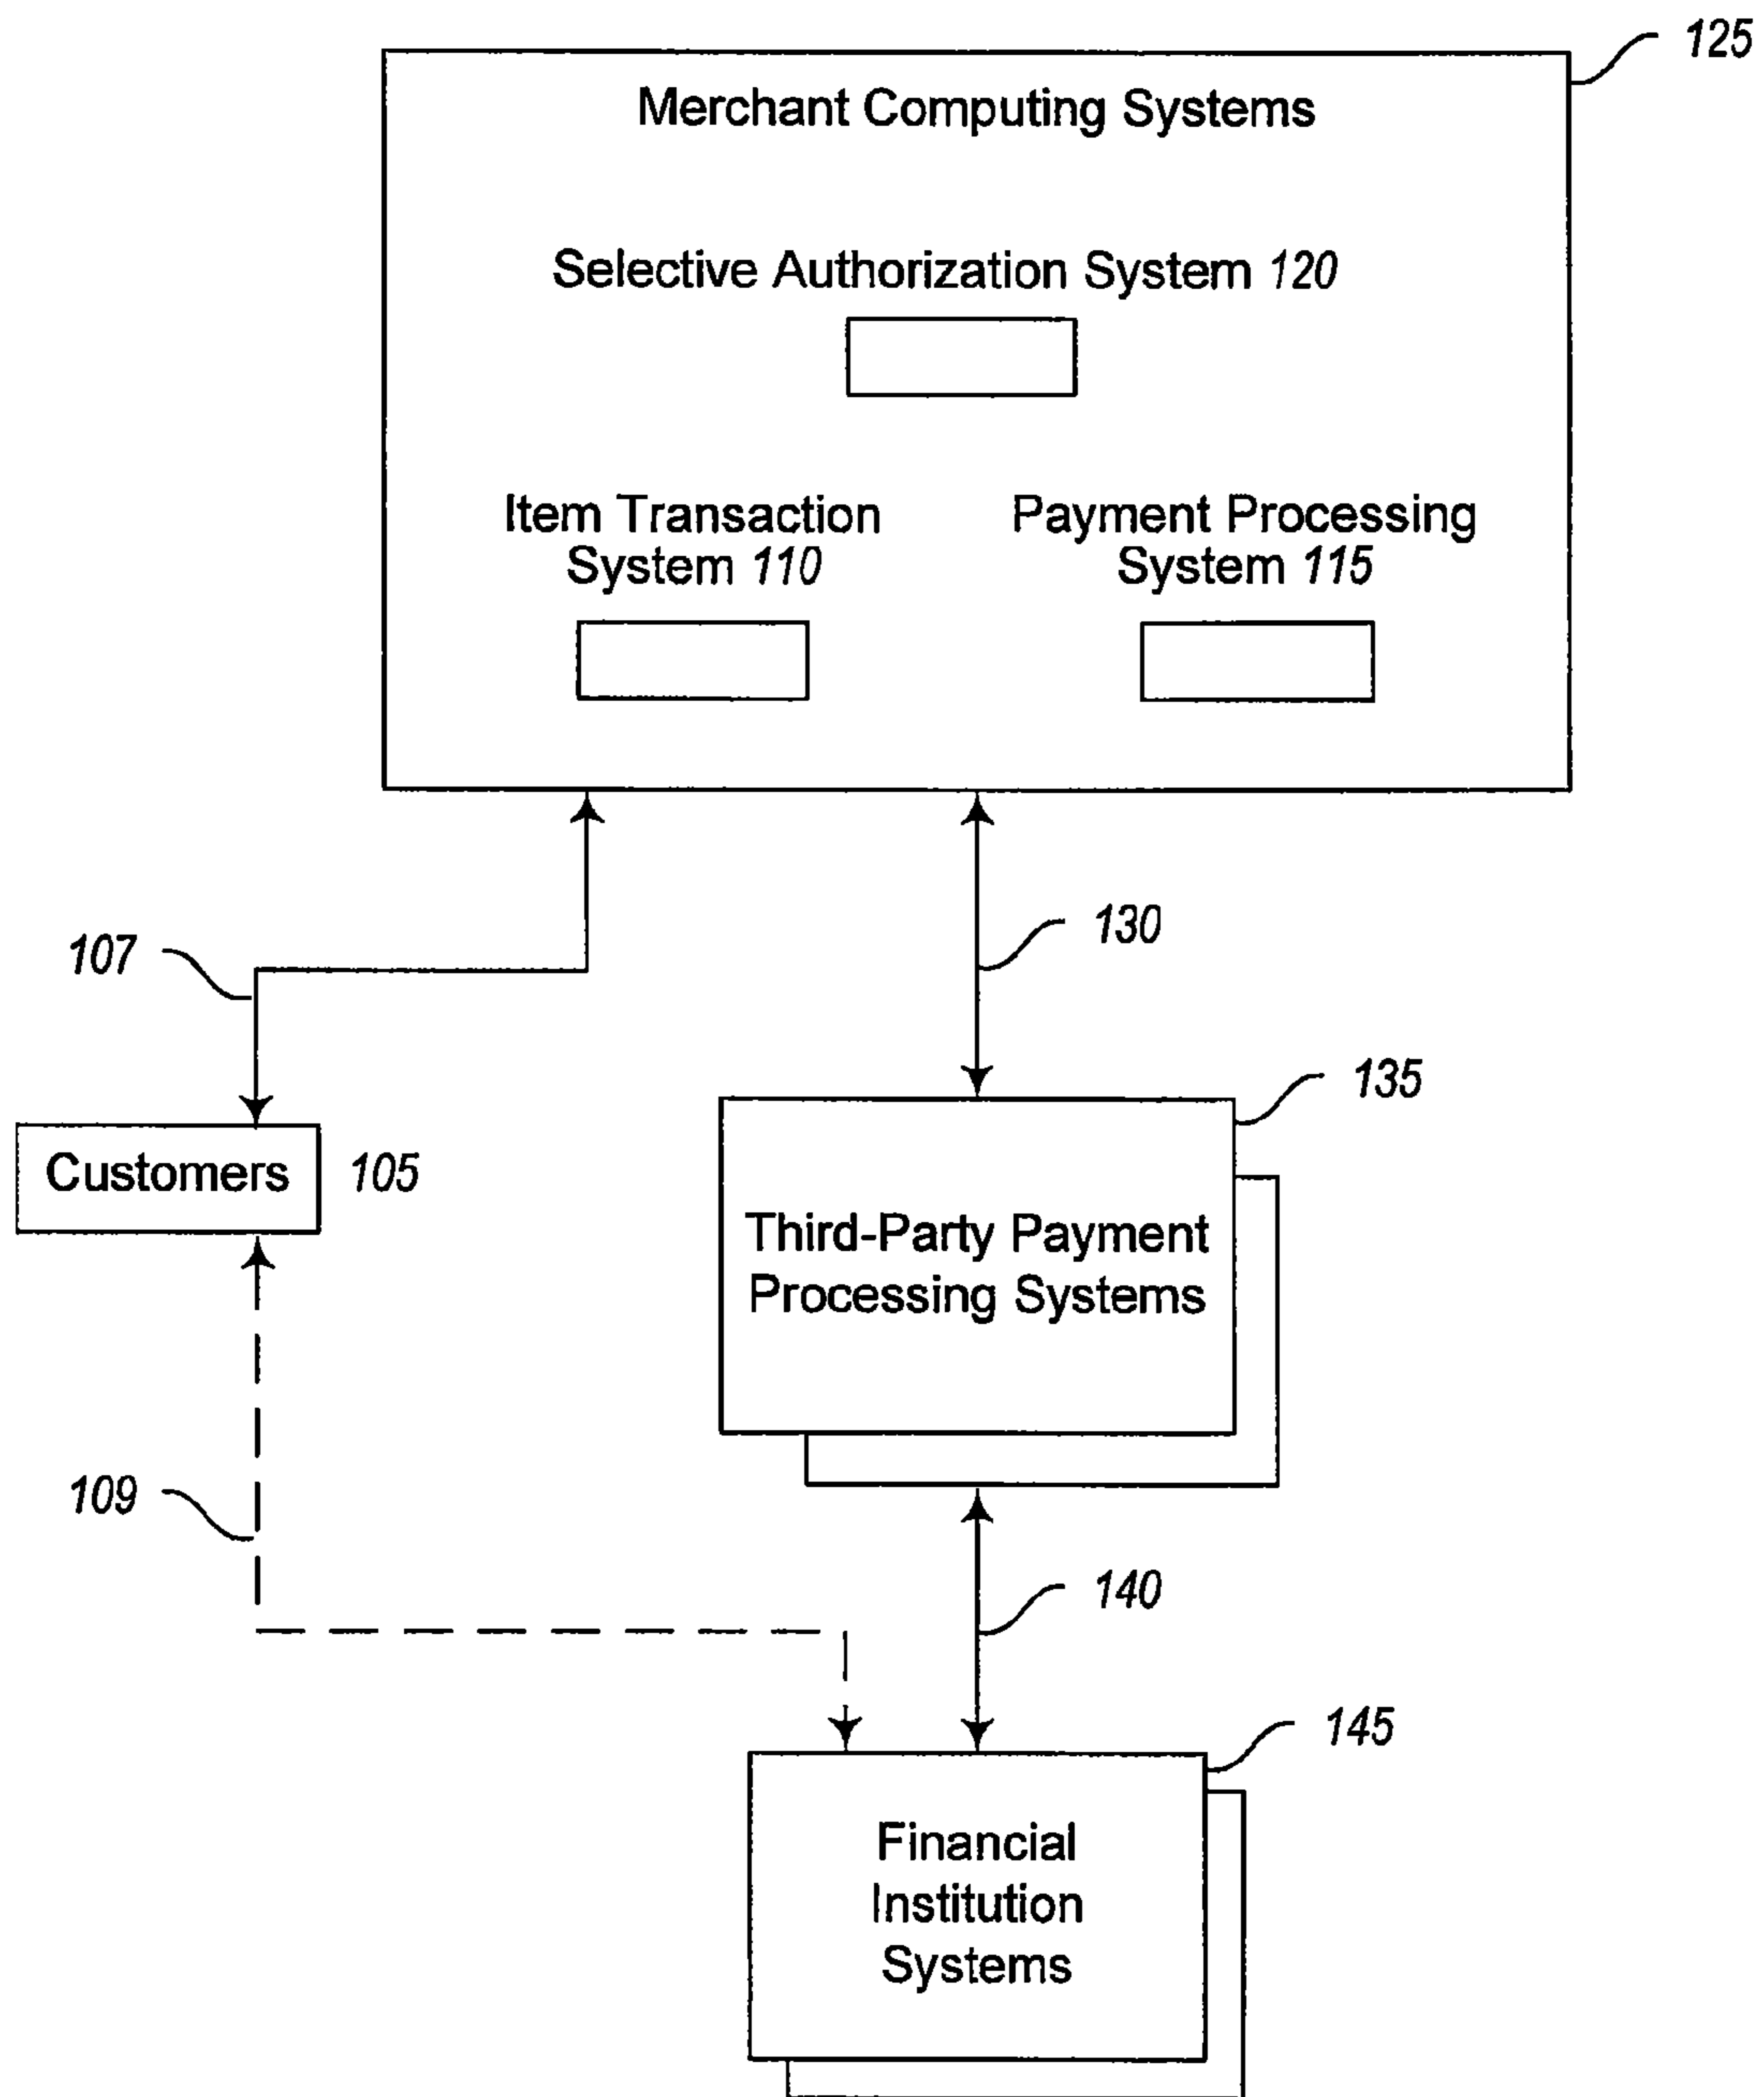 125
Merchant Computing Systems
Selective Authorization System 120
Item Transaction
System 110
Payment Processing
System 115
107
130
135
Customers
105
Third-Party Payment
Processing Systems
109
140
145
Financial
Institution
Systems